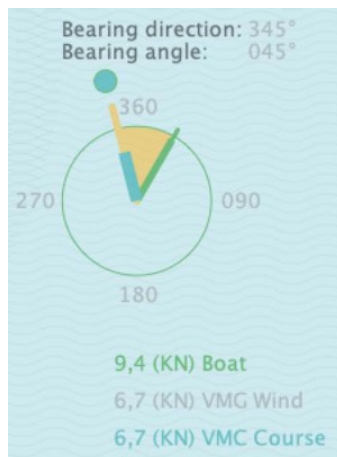 Bearing direction: 345°
Bearing angle: 045°
360
270
090
180
9,4 (KN) Boat
6,7 (KN) VMG Wind
6,7 (KN) VMC Course